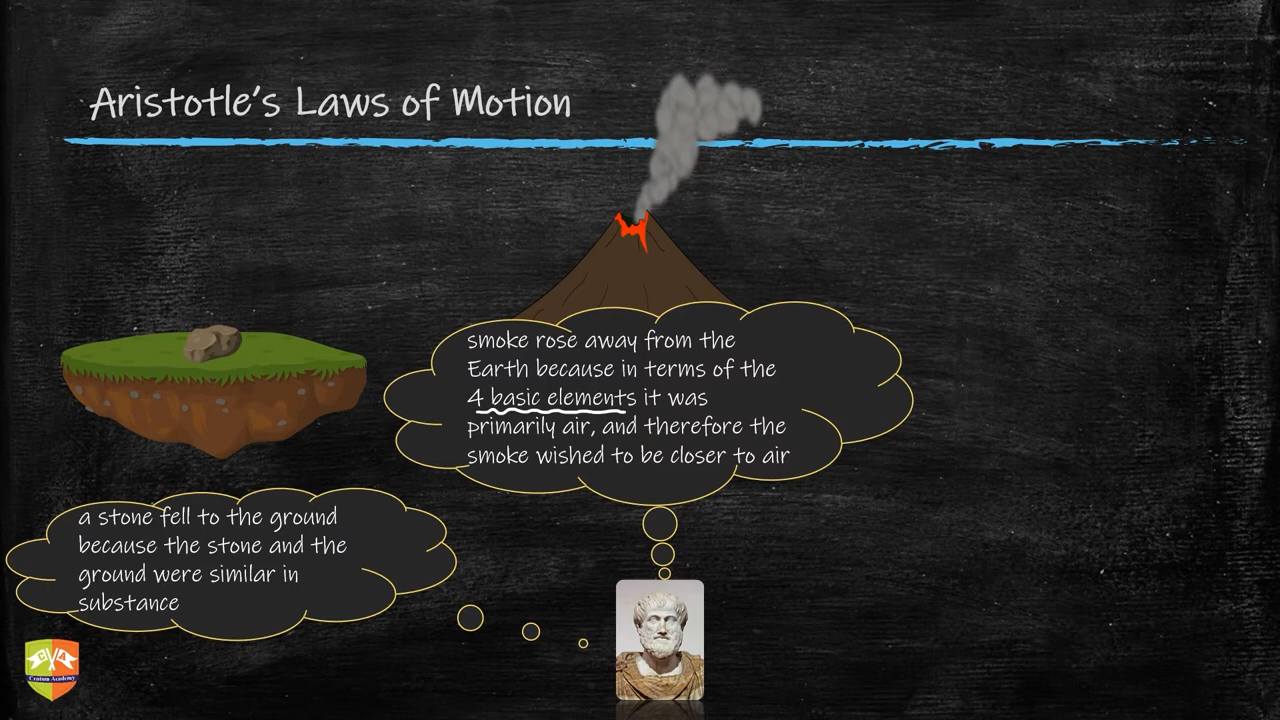 Aristotle's Laws of Motion
smoke rose away from the
Earth because in terms of the
4 basic elements it was
primarily air, and therefore the
smoke wished to be closer to air
a stone fell to the ground
because the stone and the
ground were similar in
substance
C A
Croton Academy